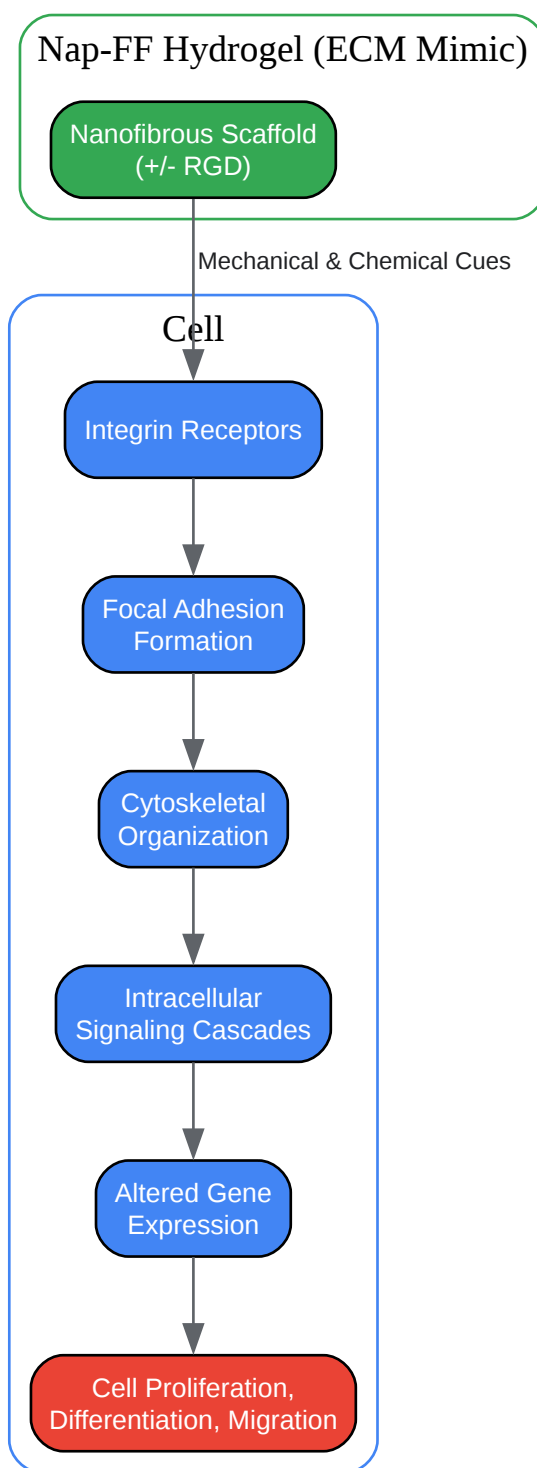 Nap-FF Hydrogel (ECM Mimic)
Nanofibrous Scaffold
(+/- RGD)
Mechanical & Chemical Cues
Cell
Integrin Receptors
Focal Adhesion
Formation
Cytoskeletal
Organization
Intracellular
Signaling Cascades
Altered Gene
Expression
Cell Proliferation,
Differentiation, Migration